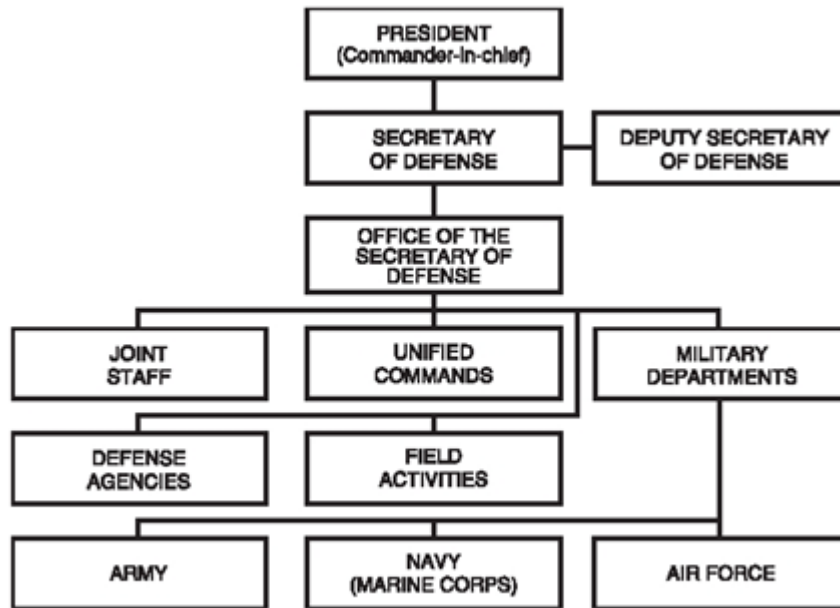 PRESIDENT
(Commander-in-chief)
SECRETARY
OF DEFENSE
DEPUTY SECRETARY
OF DEFENSE
OFFICE OF THE
SECRETARY OF
DEFENSE
JOINT
STAFF
UNIFIED
COMMANDS
MILITARY
DEPARTMENTS
DEFENSE
AGENCIES
FIELD
ACTIVITIES
ARMY
NAVY
(MARINE CORPS)
AIR FORCE